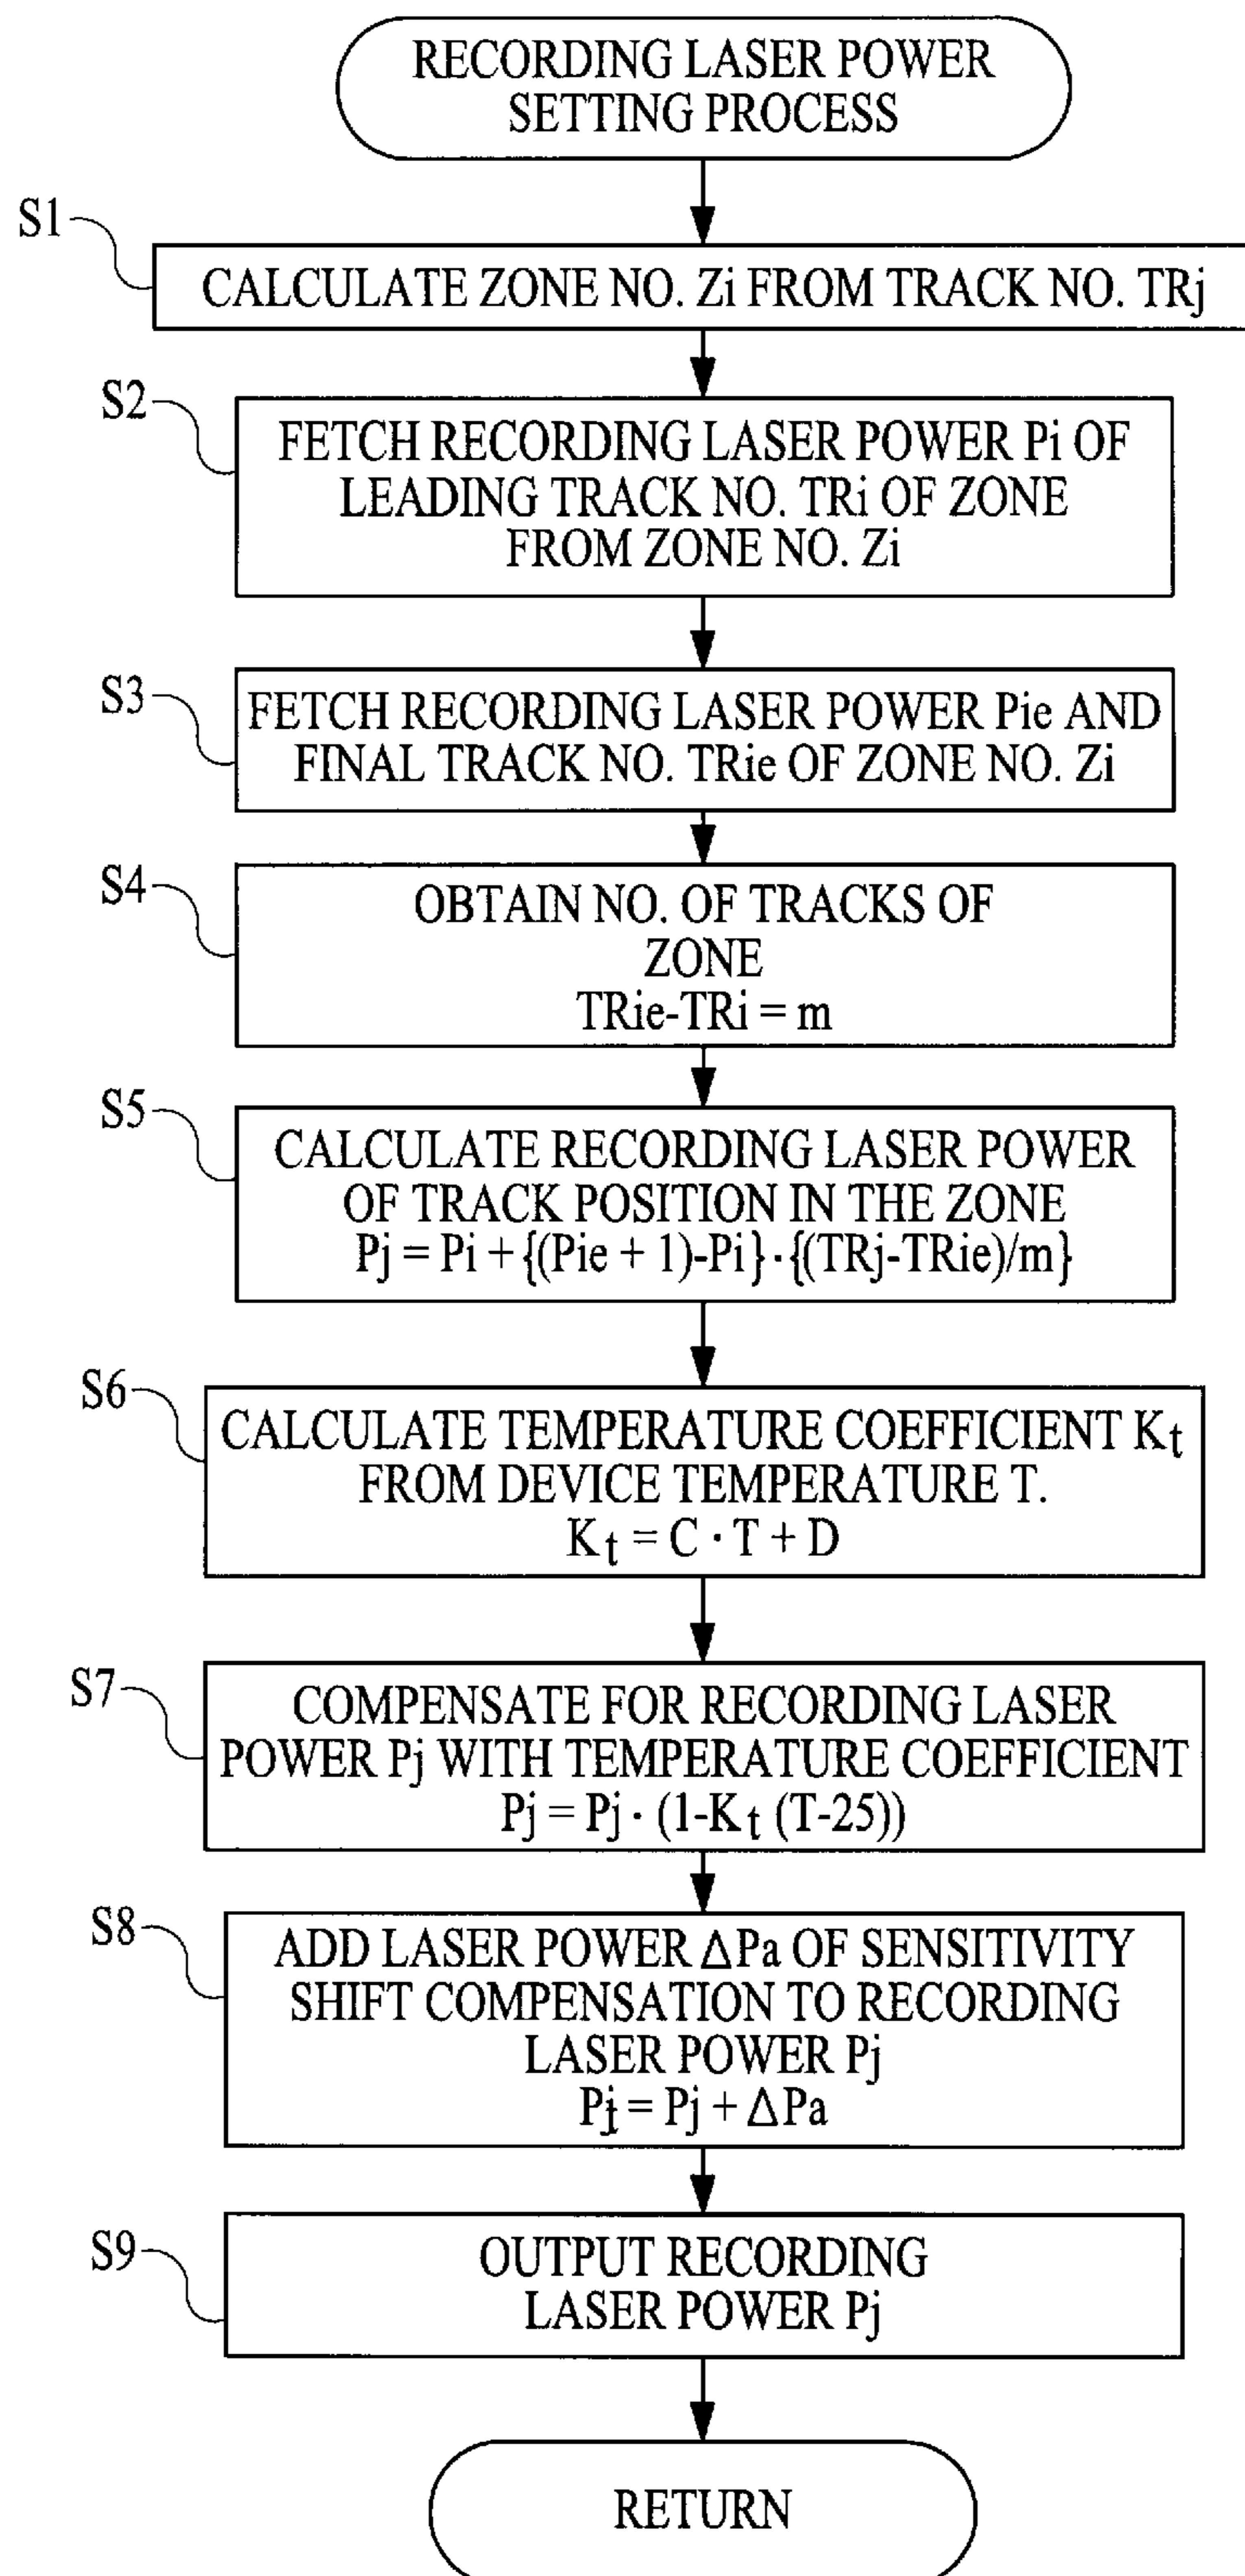 RECORDING LASER POWER
SETTING PROCESS
S1
CALCULATE ZONE NO. Zi FROM TRACK NO. TRj
S2
FETCH RECORDING LASER POWER Pi OF
LEADING TRACK NO. TRi OF ZONE
FROM ZONE NO. Zi
S3
FETCH RECORDING LASER POWER Pie AND
FINAL TRACK NO. TRie OF ZONE NO. Zi
S4
OBTAIN NO. OF TRACKS OF
ZONE
TRie-TRi = m
S5
CALCULATE RECORDING LASER POWER
OF TRACK POSITION IN THE ZONE
Pj = Pi + {(Pie + 1)-Pi} · {(TRj-TRie)/m}
S6
CALCULATE TEMPERATURE COEFFICIENT Kt
FROM DEVICE TEMPERATURE T.
Kt = C · T + D
S7
COMPENSATE FOR RECORDING LASER
POWER Pj WITH TEMPERATURE COEFFICIENT
Pj = Pj · (1-Kt (T-25))
S8
ADD LASER POWER ΔPa OF SENSITIVITY
SHIFT COMPENSATION TO RECORDING
LASER POWER Pj
= Pj + ΔPa
S9
OUTPUT RECORDING
LASER POWER Pj
RETURN